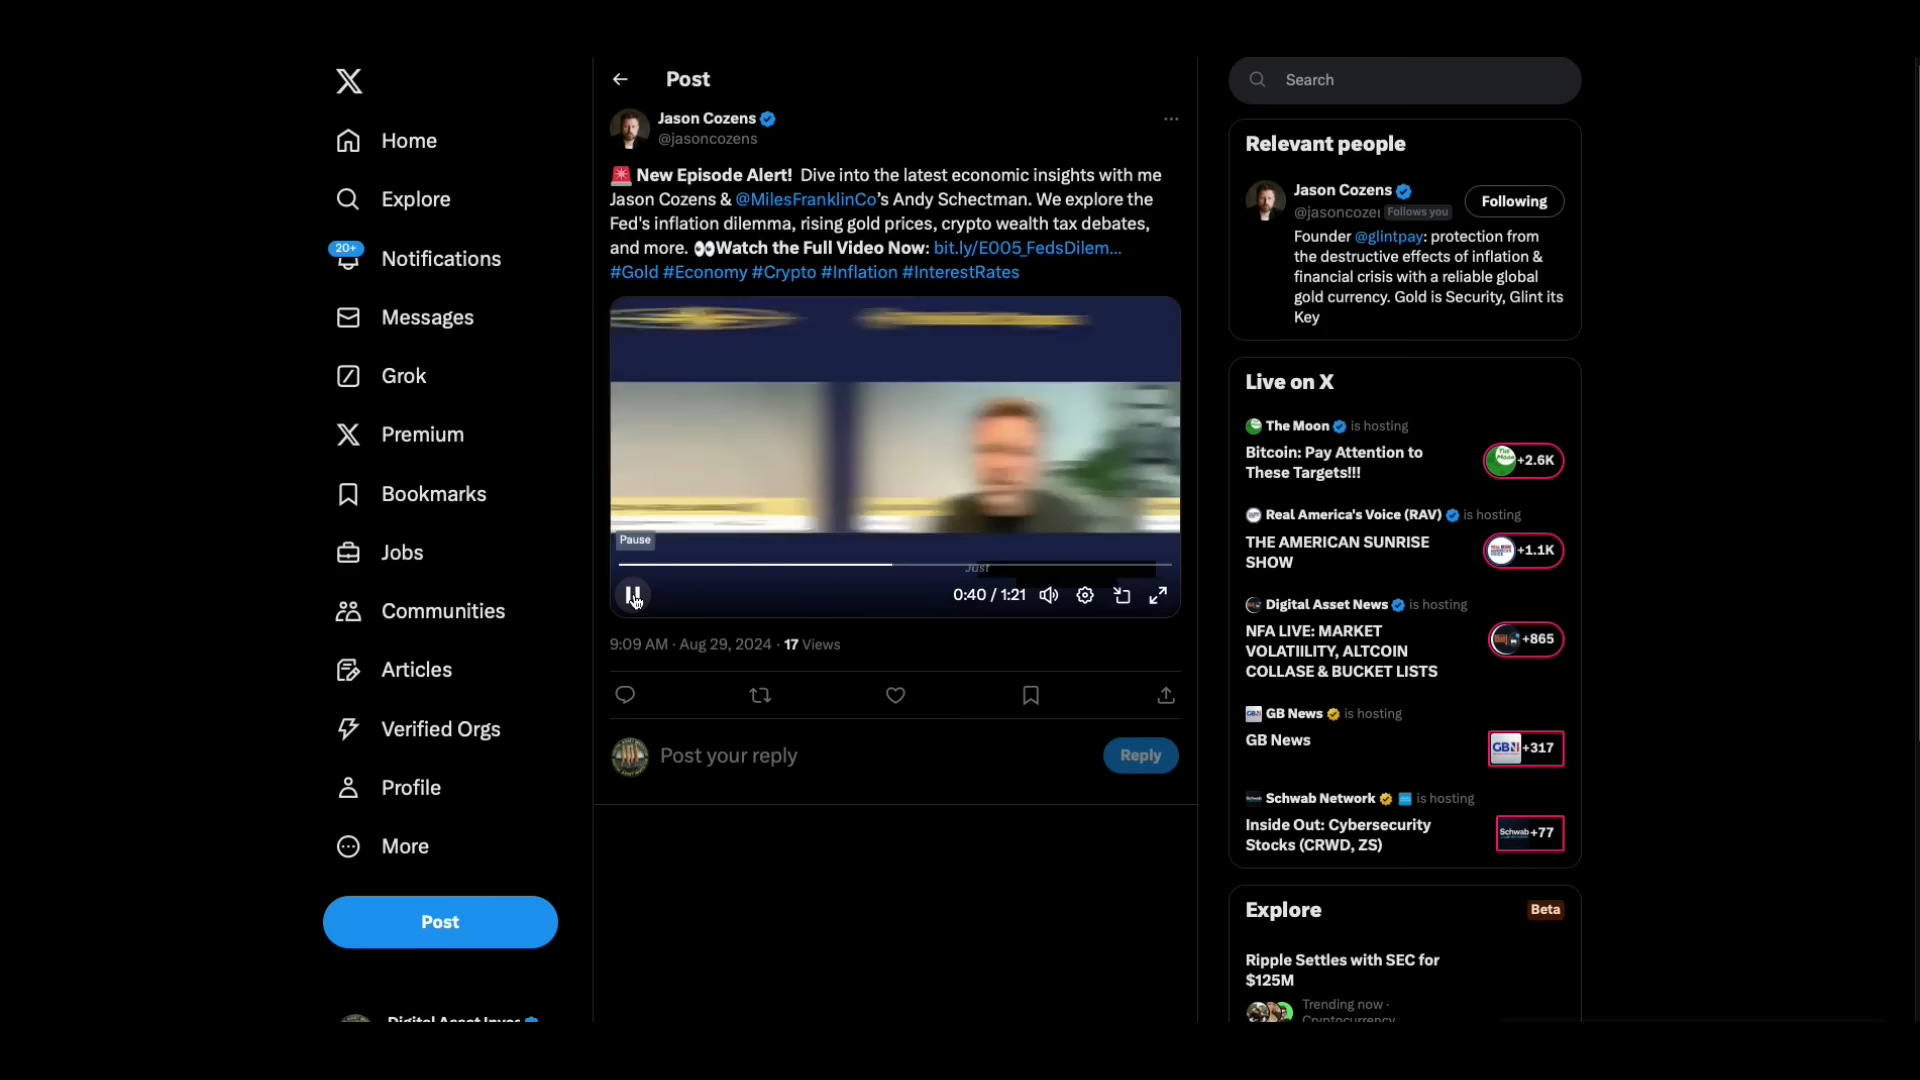 Home
Explore
20+
Notifications
Messages
Grok
Premium
Bookmarks
Jobs
Communities
Articles
Verified Orgs
Profile
More
Post
Post
Jason Cozens
@jasoncozens
New Episode Alert! Dive into the latest economic insights with me
Jason Cozens & @MilesFranklinCo's Andy Schectman. We explore the
Fed's inflation dilemma, rising gold prices, crypto wealth tax debates,
and more. 👀Watch the Full Video Now: bit.ly/E005_FedsDilem...
#Gold #Economy #Crypto #Inflation #InterestRates
Pause
Just
0:40 / 1:21
9:09 AM · Aug 29, 2024 · 17 Views
Post your reply
Reply
Search
Relevant people
Jason Cozens
Following
@jasoncozei Follows you
Founder @glintpay: protection from
the destructive effects of inflation &
financial crisis with a reliable global
gold currency. Gold is Security, Glint its
Key
Live on X
The Moon is hosting
Bitcoin: Pay Attention to
These Targets!!!
+2.6K
Real America's Voice (RAV) is hosting
THE AMERICAN SUNRISE
SHOW
+1.1K
Digital Asset News is hosting
NFA LIVE: MARKET
VOLATIILITY, ALTCOIN
COLLASE & BUCKET LISTS
+865
GB News is hosting
GB News
GBN +317
Schwab Network is hosting
Inside Out: Cybersecurity
Stocks (CRWD, ZS)
Schwab +77
Explore
Beta
Ripple Settles with SEC for
$125M
Trending now ·
Cryptocurrency